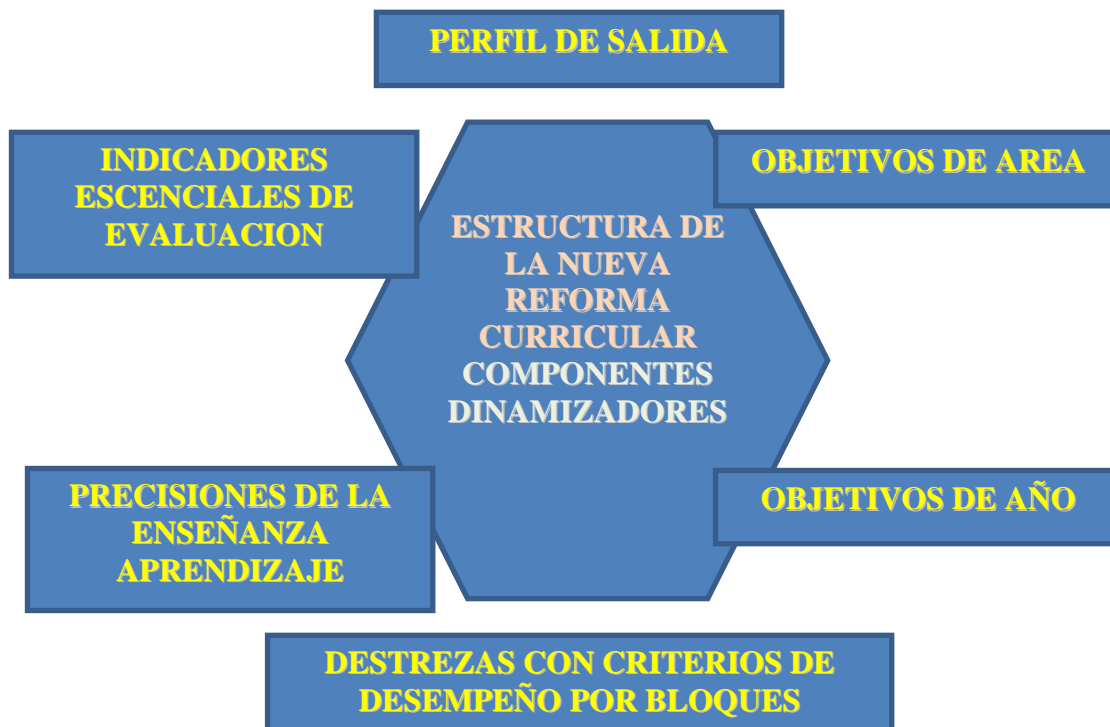 PERFIL DE SALIDA
INDICADORES
ESCENCIALES DE
EVALUACION
OBJETIVOS DE AREA
ESTRUCTURA DE
LA NUEVA
REFORMA
CURRICULAR
COMPONENTES
DINAMIZADORES
PRECISIONES DE LA
ENSEÑANZA
APRENDIZAJE
OBJETIVOS DE AÑO
DESTREZAS CON CRITERIOS DE
DESEMPEÑO POR BLOQUES